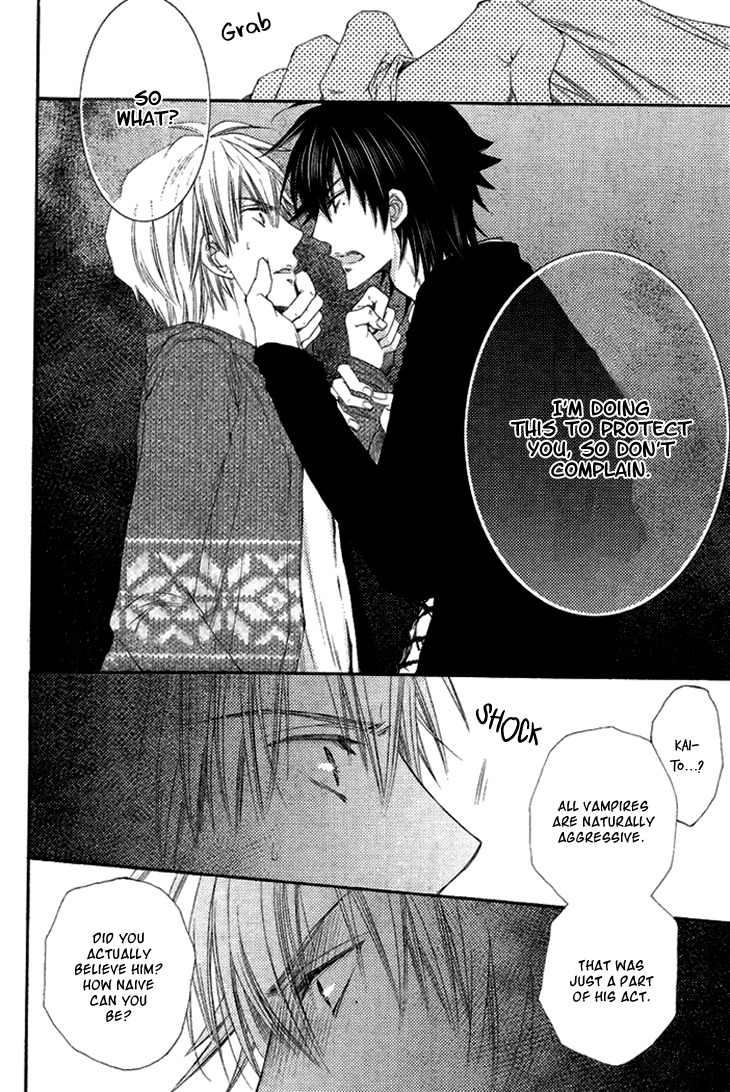 Grab
SO
WHAT?
I'M DOING
THIS TO PROTECT
YOU, SO DON'T
COMPLAIN.
KAI-
TO...?
SHOCK
ALL VAMPIRES
ARE NATURALLY
AGGRESSIVE.
THAT WAS
JUST A PART
OF HIS ACT.
DID YOU
ACTUALLY
BELIEVE HIM?
HOW NAIVE
CAN YOU
BE?